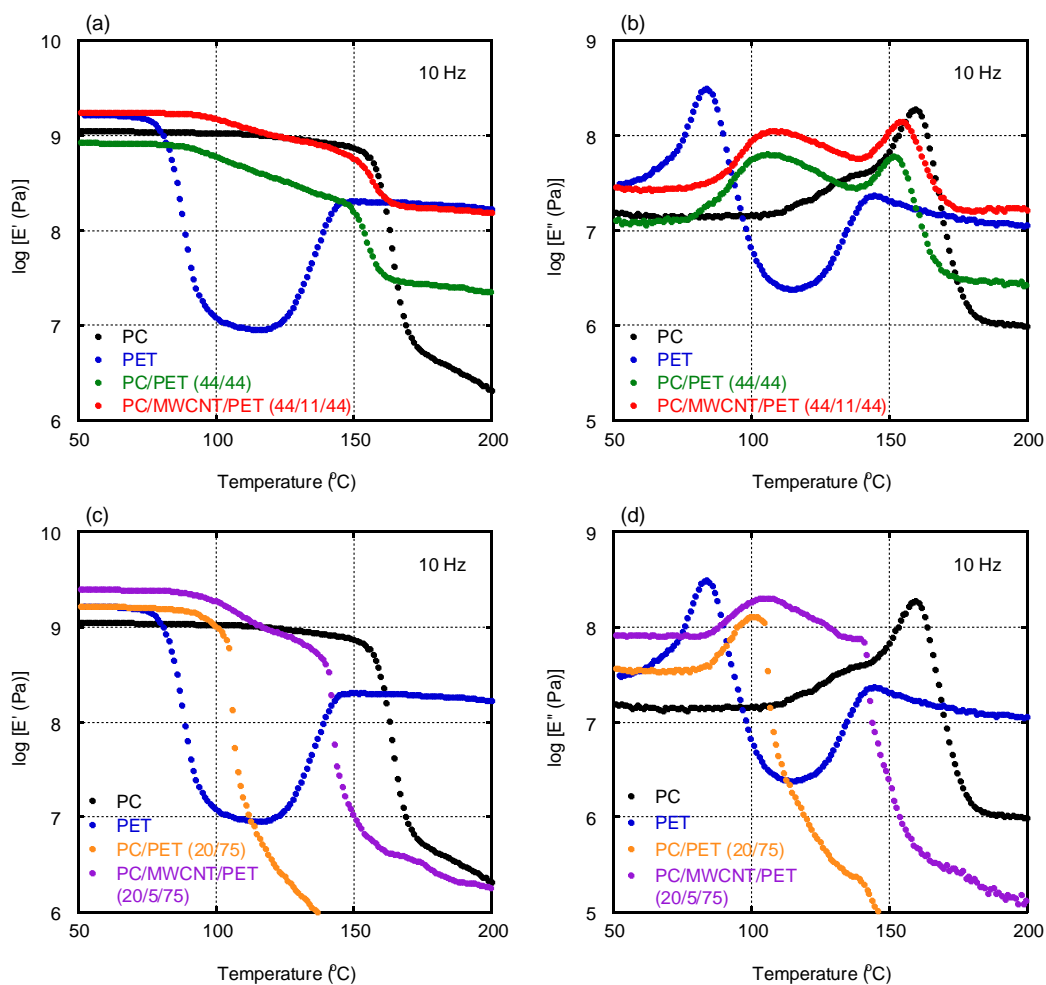 (a)
10
9
8
7
6
log [E' (Pa)]
10 Hz
PC
PET
PC/PET (44/44)
PC/MWCNT/PET (44/11/44)
50
100
150
200
Temperature (°C)
(b)
9
8
7
6
5
log [E" (Pa)]
10 Hz
PC
PET
PC/PET (44/44)
PC/MWCNT/PET (44/11/44)
50
100
150
200
Temperature (°C)
(c)
10
9
8
7
6
log [E' (Pa)]
10 Hz
PC
PET
PC/PET (20/75)
PC/MWCNT/PET
(20/5/75)
50
100
150
200
Temperature (°C)
(d)
9
8
7
6
5
log [E" (Pa)]
10 Hz
PC
PET
PC/PET (20/75)
PC/MWCNT/PET
(20/5/75)
50
100
150
200
Temperature (°C)